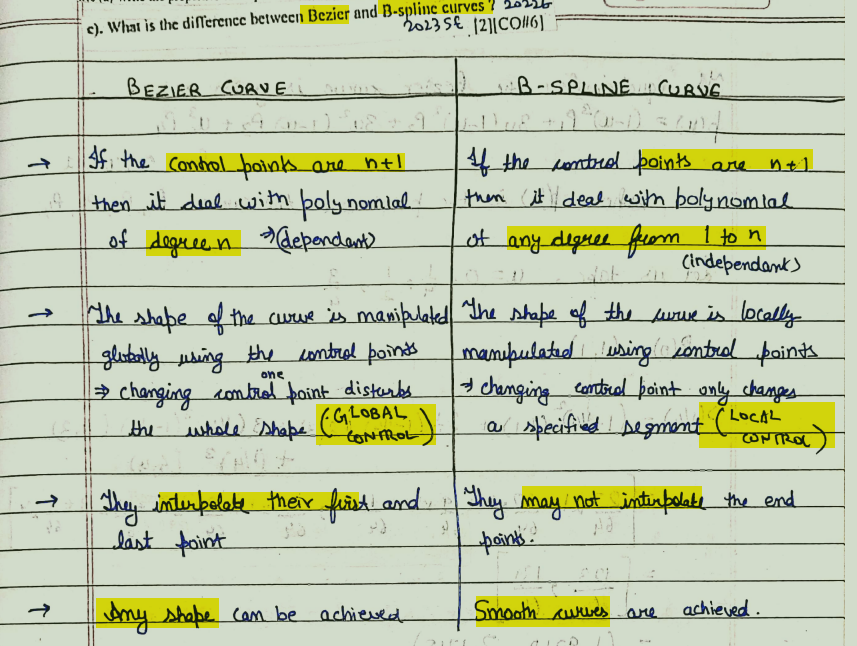 e). What is the difference between Bezier and B-spline curves?
2023SE [2][CO#6]
BEZIER CURVE
B-SPLINE CURVE
→ If the control points are n+1
then it deal with polynomial
of degree n ⇒(dependant)
If the control points are n+1
then it deal with polynomial
of any degree from 1 to n
(independant)
→ The shape of the curve is manipulated
globally using the control points
one
⇒ changing control point disturbs
the whole shape (GLOBAL
CONTROL)
The shape of the curve is locally
manipulated using control points
⇒ changing control point only changes
a specified segment (LOCAL
CONTROL)
→ They interpolate their first and
last point
They may not interpolate the end
points.
→ Any shape can be achieved
Smooth curves are achieved.